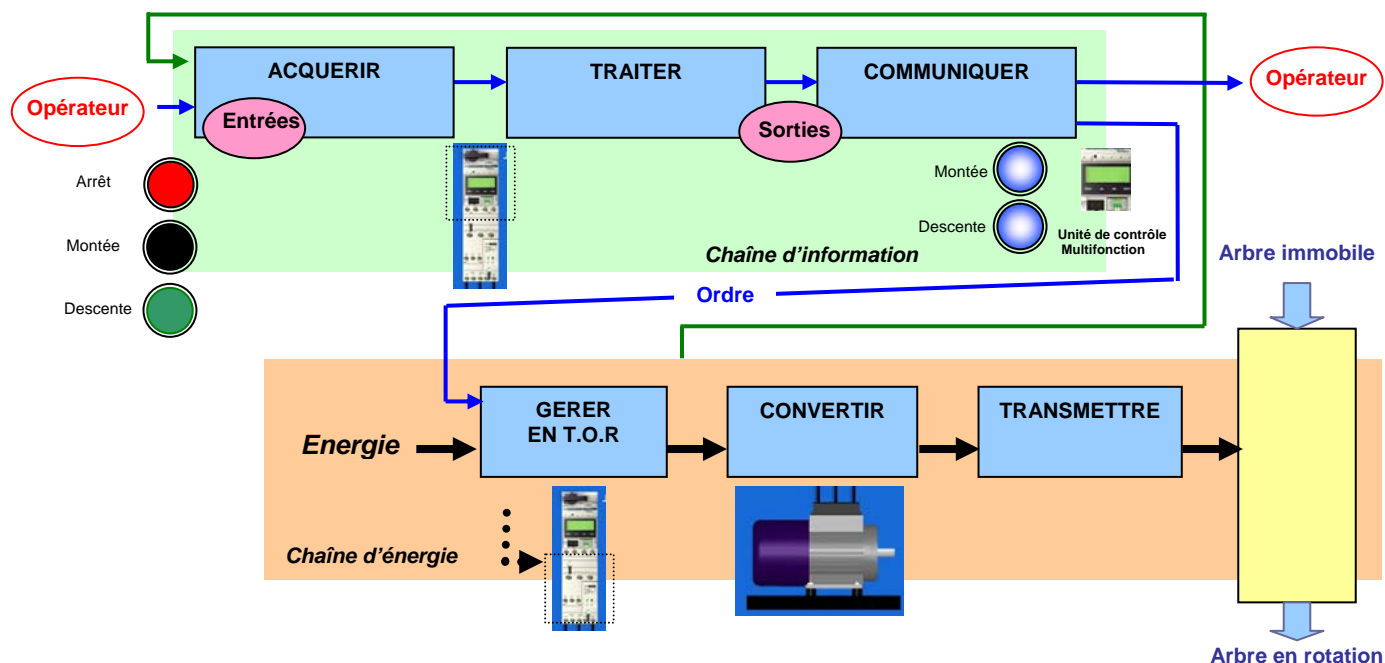 ACQUERIR
TRAITER
COMMUNIQUER
Opérateur
Opérateur
Entrées
Sorties
Arrêt
Montée
Descente
Montée
Descente
Unité de contrôle
Multifonction
Chaîne d’information
Ordre
Arbre immobile
GERER
EN T.O.R
CONVERTIR
TRANSMETTRE
Energie
Chaîne d’énergie
Arbre en rotation